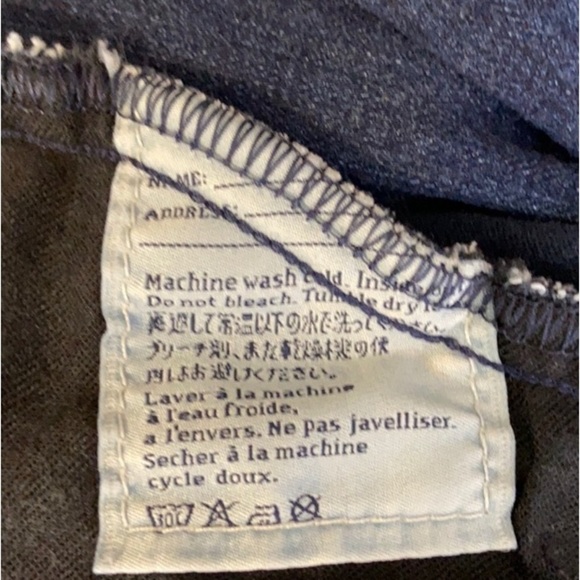 NAME:
ADDRESS:
Machine wash cold. Inside
Do not bleach. Tumble dry
裏返して常温以下の水で洗ってください。
ブリーチ剤、また乾燥機の使
用はお避けください。
Laver à la machine
à l'eau froide,
a l'envers. Ne pas javelliser.
Secher à la machine
cycle doux.
30